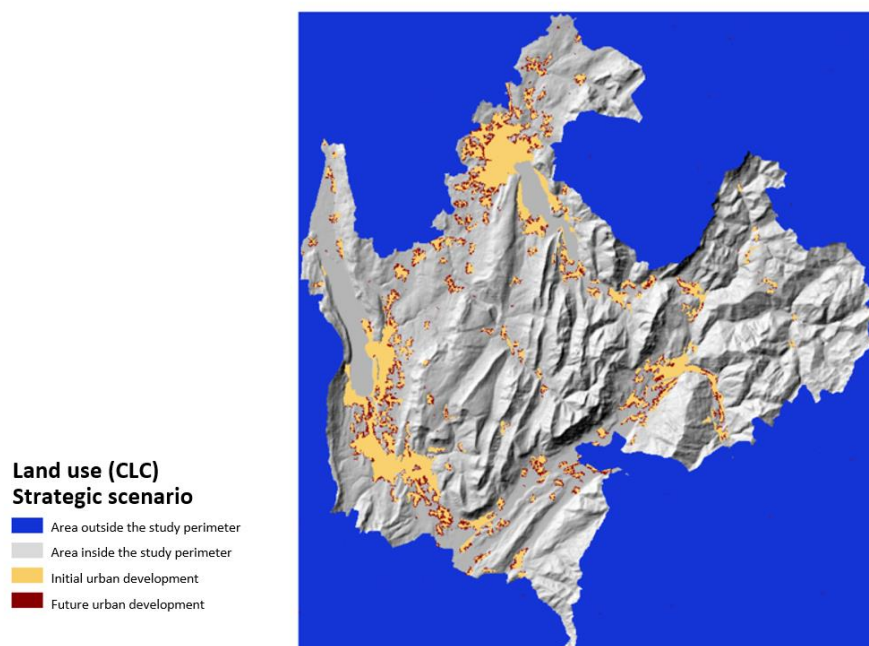 Land use (CLC)
Strategic scenario
Area outside the study perimeter
Area inside the study perimeter
Initial urban development
Future urban development